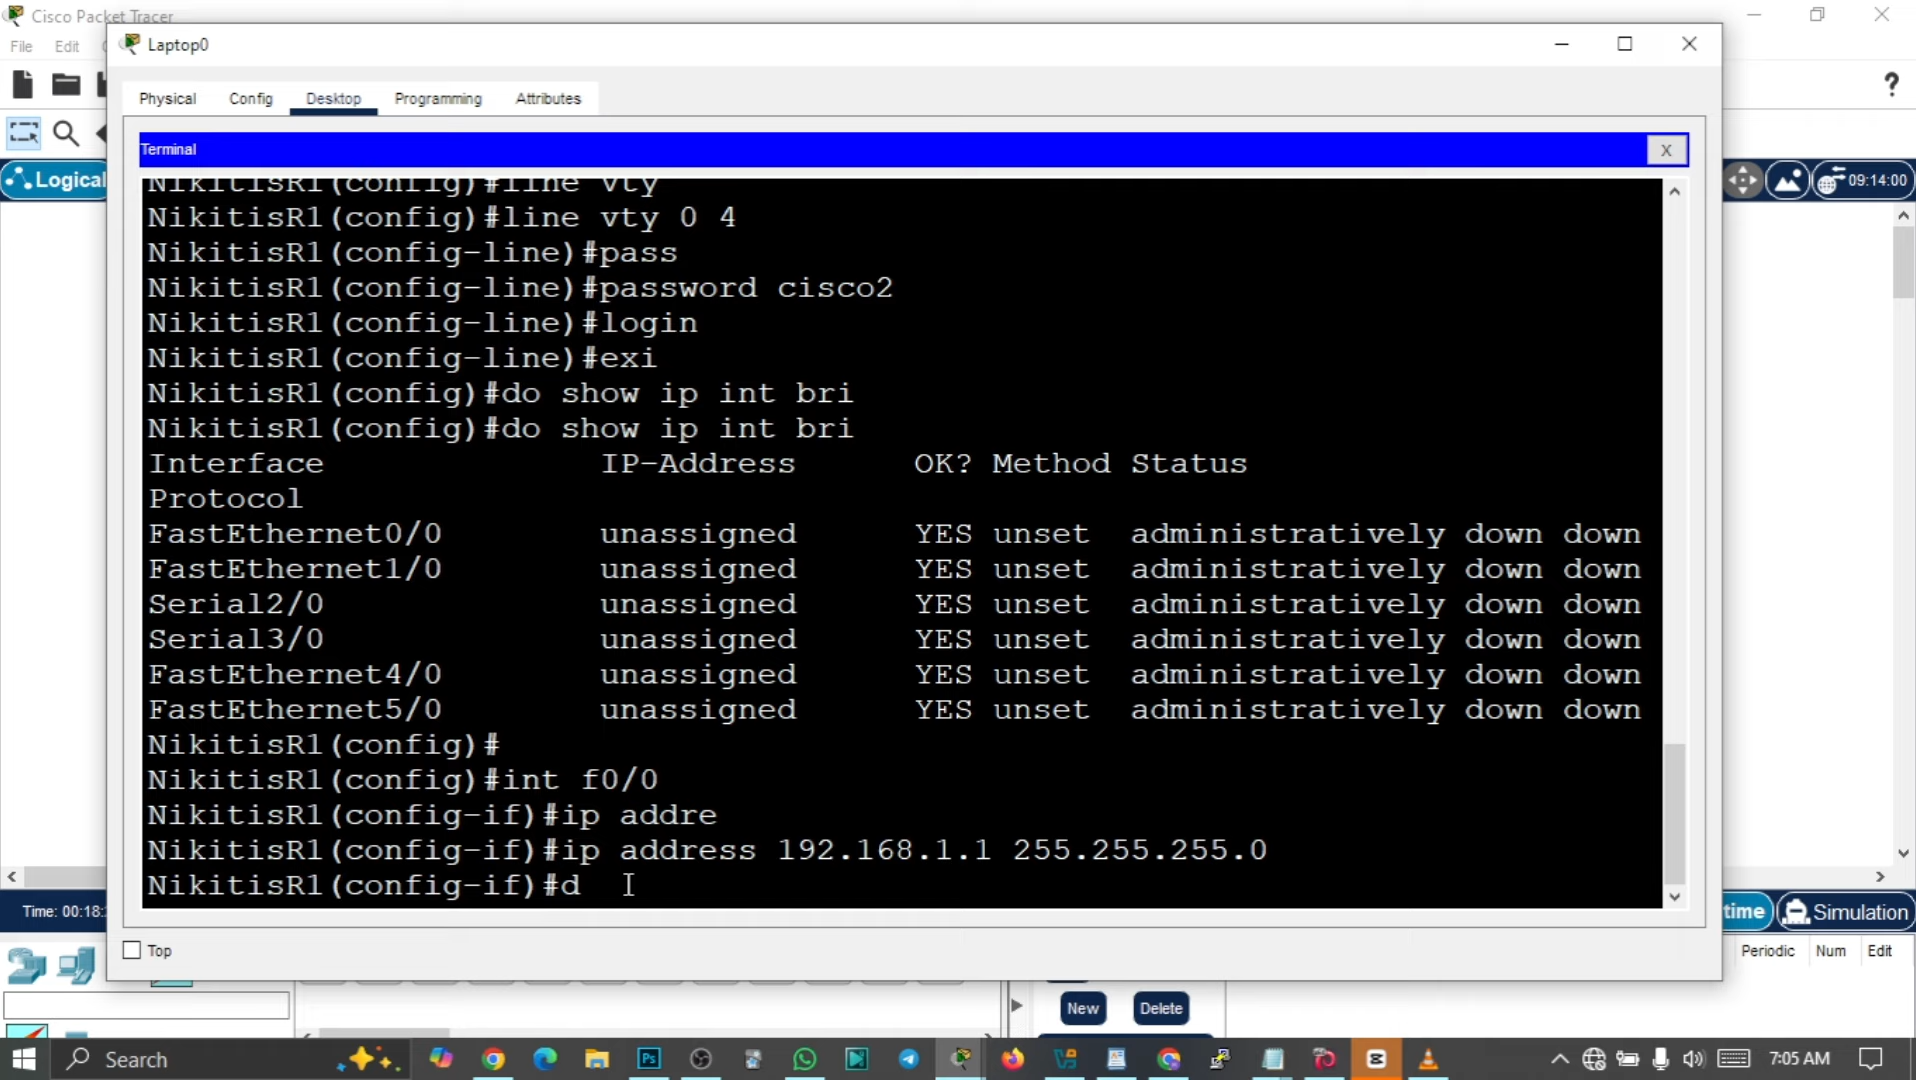 Cisco Packet Tracer
File Edit
Laptop0
Physical Config Desktop Programming Attributes
Terminal X
Logical
09:14:00
NikitisR1(config)#line vty
NikitisR1(config)#line vty 0 4
NikitisR1(config-line)#pass
NikitisR1(config-line)#password cisco2
NikitisR1(config-line)#login
NikitisR1(config-line)#exi
NikitisR1(config)#do show ip int bri
NikitisR1(config)#do show ip int bri
Interface IP-Address OK? Method Status
Protocol
FastEthernet0/0 unassigned YES unset administratively down down
FastEthernet1/0 unassigned YES unset administratively down down
Serial2/0 unassigned YES unset administratively down down
Serial3/0 unassigned YES unset administratively down down
FastEthernet4/0 unassigned YES unset administratively down down
FastEthernet5/0 unassigned YES unset administratively down down
NikitisR1(config)#
NikitisR1(config)#int f0/0
NikitisR1(config-if)#ip addre
NikitisR1(config-if)#ip address 192.168.1.1 255.255.255.0
NikitisR1(config-if)#d
Time: 00:18:
time Simulation
Top
Periodic Num Edit
New Delete
Search
Ps
7:05 AM